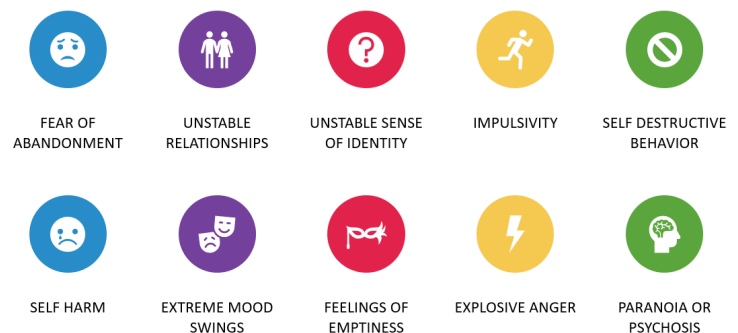 FEAR OF
ABANDONMENT
UNSTABLE
RELATIONSHIPS
UNSTABLE SENSE
OF IDENTITY
IMPULSIVITY
SELF DESTRUCTIVE
BEHAVIOR
SELF HARM
EXTREME MOOD
SWINGS
FEELINGS OF
EMPTINESS
EXPLOSIVE ANGER
PARANOIA OR
PSYCHOSIS